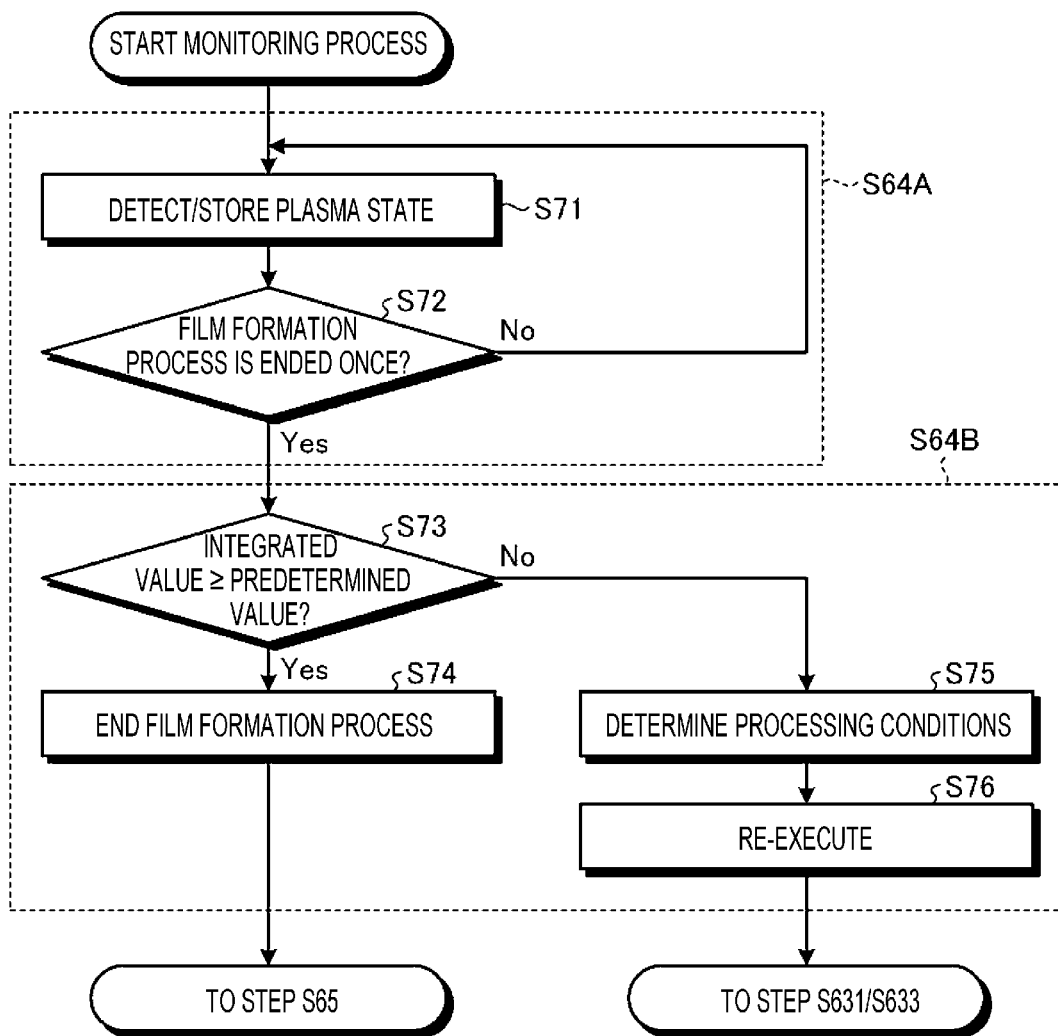 START MONITORING PROCESS
S64A
DETECT/STORE PLASMA STATE
S71
S72
FILM FORMATION
PROCESS IS ENDED ONCE?
No
Yes
S64B
S73
INTEGRATED
VALUE ≥ PREDETERMINED
VALUE?
No
Yes
S74
END FILM FORMATION PROCESS
S75
DETERMINE PROCESSING CONDITIONS
S76
RE-EXECUTE
TO STEP S65
TO STEP S631/S633